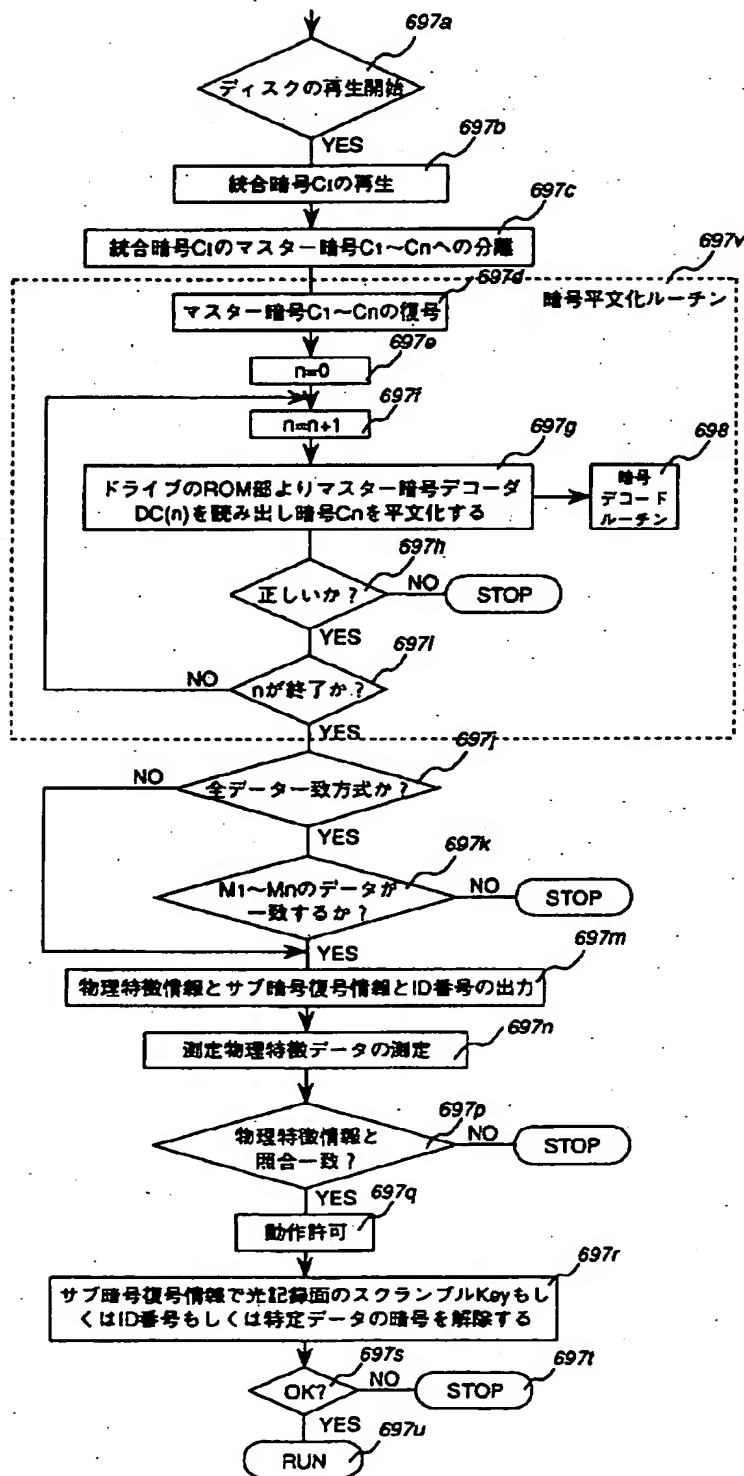 697a
ディスクの再生開始
YES
697b
統合暗号CIの再生
697c
統合暗号CIのマスター暗号C1〜Cnへの分離
697v
697d
暗号平文化ルーチン
マスター暗号C1〜Cnの復号
697e
n=0
697f
n=n+1
697g
698
ドライブのROM部よりマスター暗号デコーダ
DC(n)を読み出し暗号Cnを平文化する
暗号
デコード
ルーチン
697h
正しいか?
NO
STOP
YES
697i
NO
nが終了か?
YES
697j
NO
全データ一致方式か?
YES
697k
M1〜Mnのデータが
一致するか?
NO
STOP
YES
697m
物理特徴情報とサブ暗号復号情報とID番号の出力
697n
測定物理特徴データの測定
697p
物理特徴情報と
照合一致?
NO
STOP
YES
697q
動作許可
697r
サブ暗号復号情報で光記録面のスクランブルKeyもし
くはID番号もしくは特定データの暗号を解除する
697s
697t
OK?
NO
STOP
YES
697u
RUN